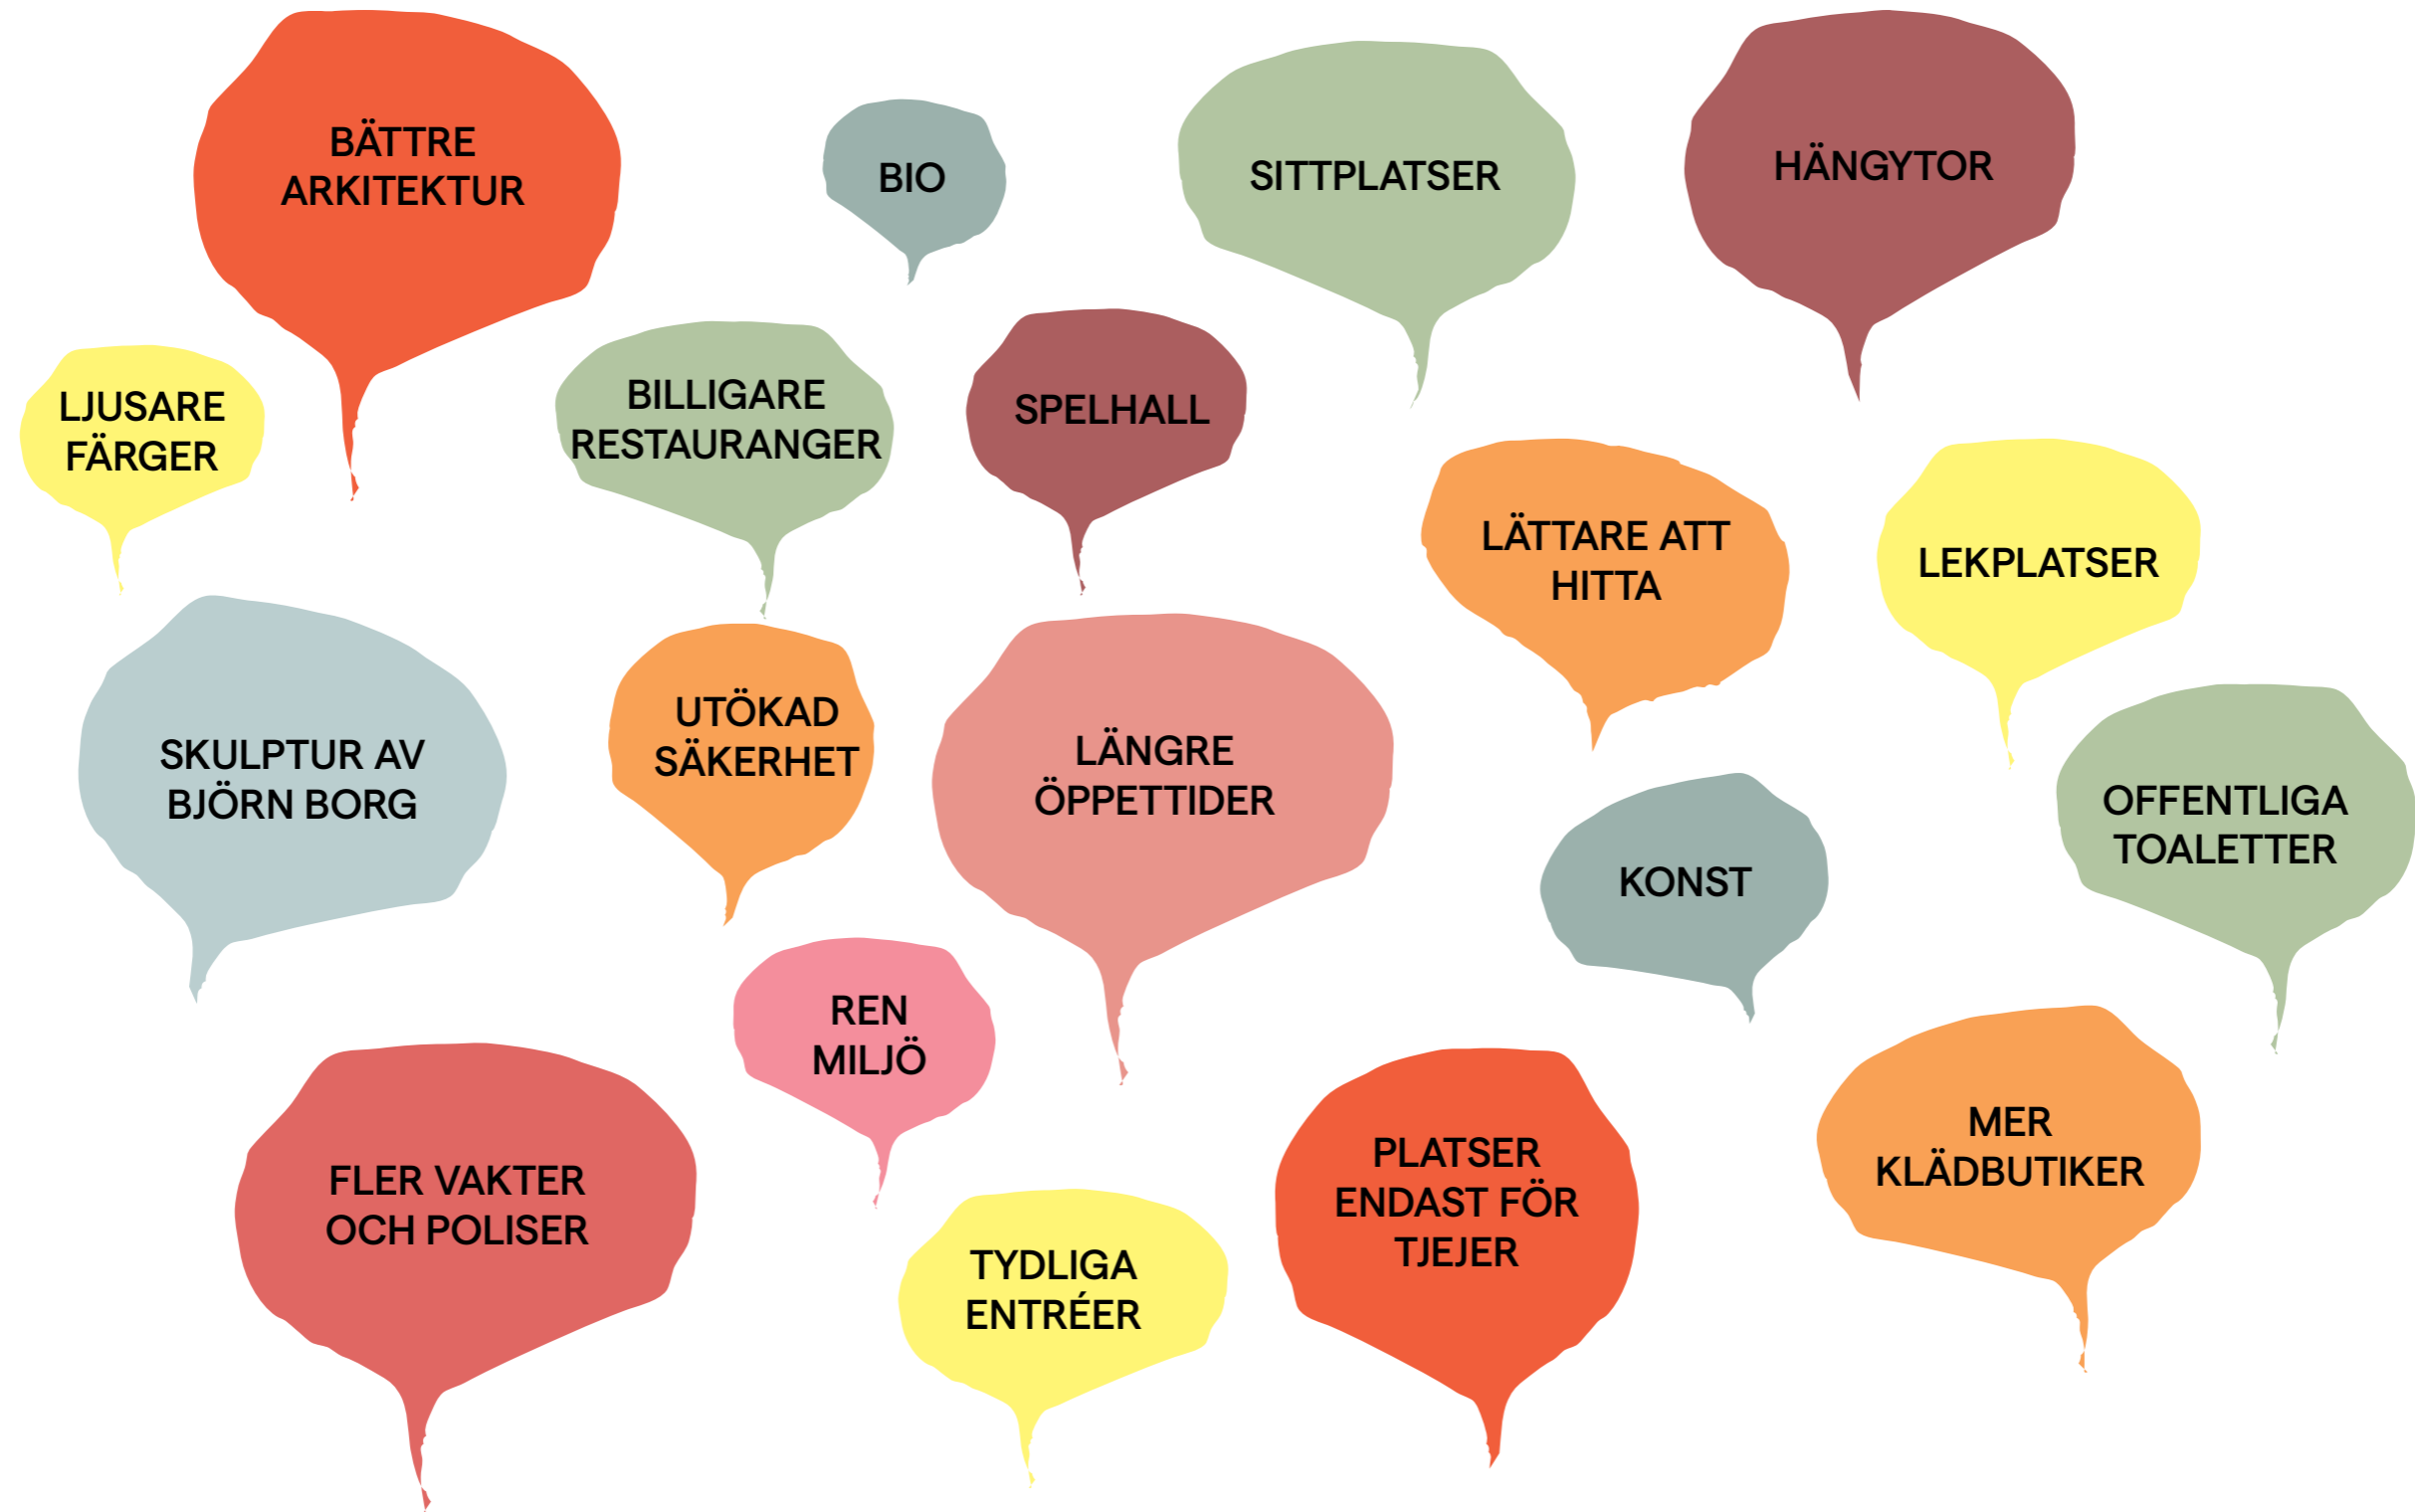 BÄTTRE
ARKITEKTUR
BIO
SITTPLATSER
HÄNGYTOR
LJUSARE
FÄRGER
BILLIGARE
RESTAURANGER
SPELHALL
LÄTTARE ATT
HITTA
LEKPLATSER
SKULPTUR AV
BJÖRN BORG
UTÖKAD
SÄKERHET
LÄNGRE
ÖPPETTIDER
KONST
OFFENTLIGA
TOALETTER
REN
MILJÖ
FLER VAKTER
OCH POLISER
TYDLIGA
ENTRÉER
PLATSER
ENDAST FÖR
TJEJER
MER
KLÄDBUTIKER